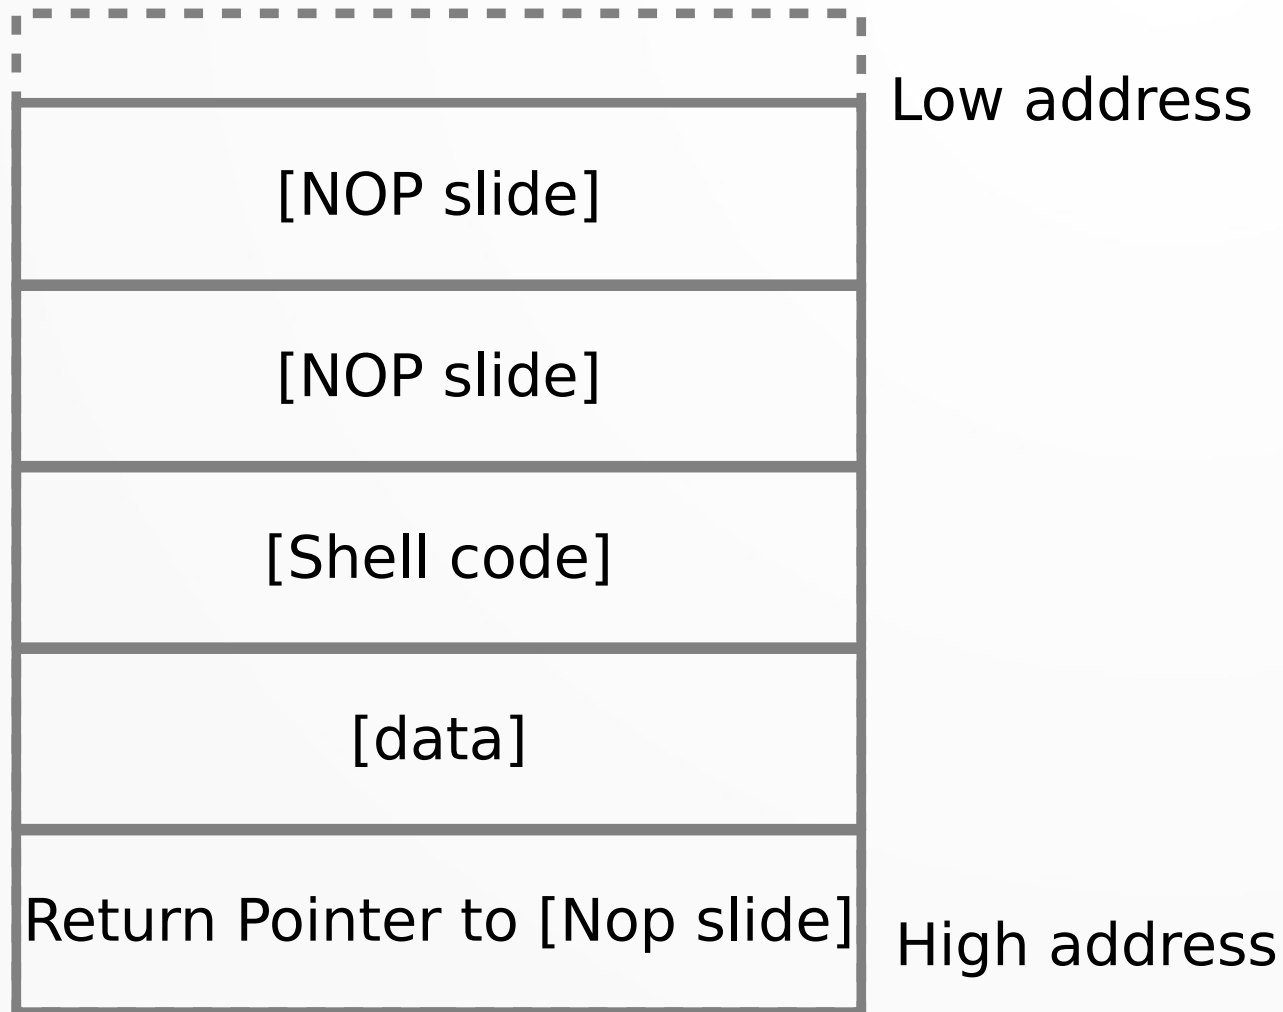 Low address
[NOP slide]
[NOP slide]
[Shell code]
[data]
Return Pointer to [Nop slide]
High address